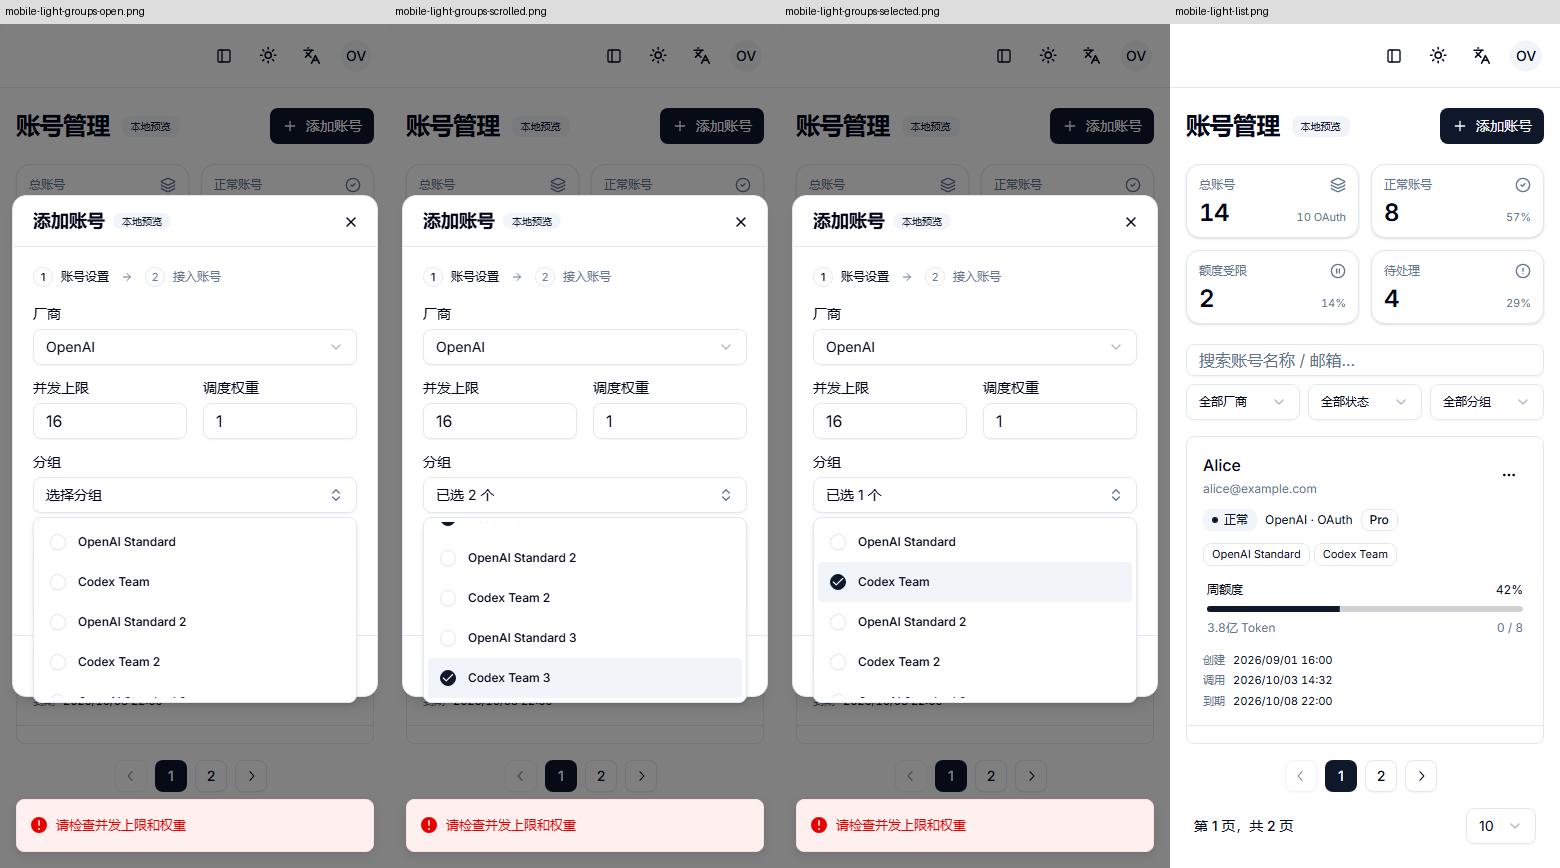 mobile-light-groups-open.png
OV
账号管理 本地预览 添加账号
总账号 正常账号
添加账号 本地预览
1 账号设置 2 接入账号
厂商
OpenAI
并发上限 调度权重
16 1
分组
选择分组
OpenAI Standard
Codex Team
OpenAI Standard 2
Codex Team 2
1 2
请检查并发上限和权重
mobile-light-groups-scrolled.png
OV
账号管理 本地预览 添加账号
总账号 正常账号
添加账号 本地预览
1 账号设置 2 接入账号
厂商
OpenAI
并发上限 调度权重
16 1
分组
已选 2 个
OpenAI Standard 2
Codex Team 2
OpenAI Standard 3
Codex Team 3
1 2
请检查并发上限和权重
mobile-light-groups-selected.png
OV
账号管理 本地预览 添加账号
总账号 正常账号
添加账号 本地预览
1 账号设置 2 接入账号
厂商
OpenAI
并发上限 调度权重
16 1
分组
已选 1 个
OpenAI Standard
Codex Team
OpenAI Standard 2
Codex Team 2
1 2
请检查并发上限和权重
mobile-light-list.png
OV
账号管理 本地预览 添加账号
总账号 正常账号
14 10 OAuth 8 57%
额度受限 待处理
2 14% 4 29%
搜索账号名称 / 邮箱...
全部厂商 全部状态 全部分组
Alice
alice@example.com
正常 OpenAI · OAuth Pro
OpenAI Standard Codex Team
周额度 42%
3.8亿 Token 0 / 8
创建 2026/09/01 16:00
调用 2026/10/03 14:32
到期 2026/10/08 22:00
1 2
第 1 页，共 2 页 10